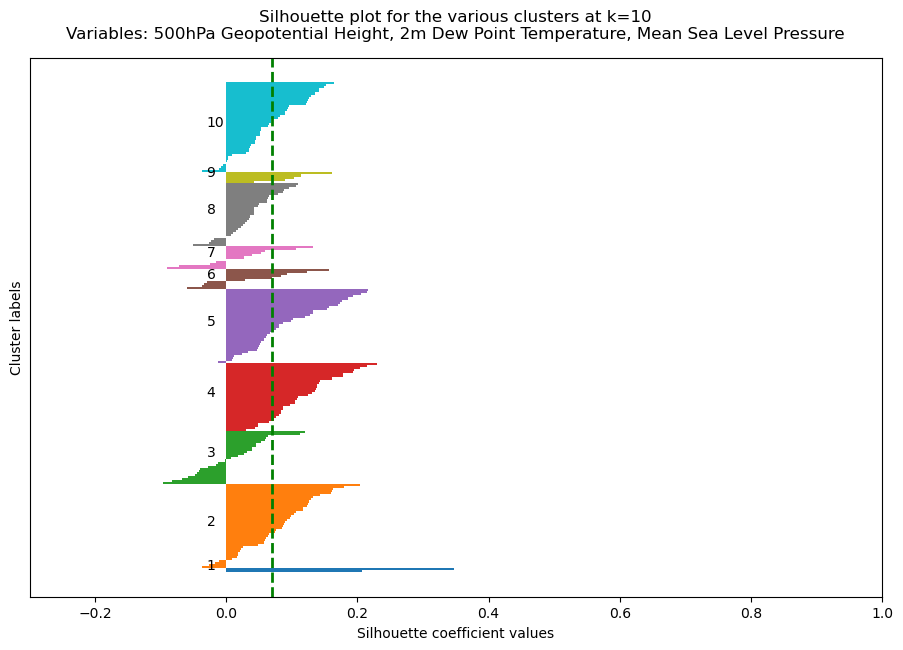 Silhouette plot for the various clusters at k=10
Variables: 500hPa Geopotential Height, 2m Dew Point Temperature, Mean Sea Level Pressure
Cluster labels
10
9
8
7
6
5
4
3
2
1
−0.2 0.0 0.2 0.4 0.6 0.8 1.0
Silhouette coefficient values